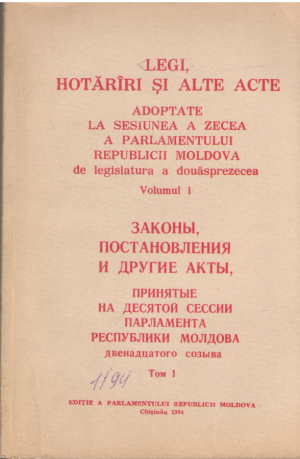 LEGI,
HOTĂRÎRI ŞI ALTE ACTE
ADOPTATE
LA SESIUNEA A ZECEA
A PARLAMENTULUI
REPUBLICII MOLDOVA
de legislatura a douăsprezecea
Volumul 1
ЗАКОНЫ,
ПОСТАНОВЛЕНИЯ
И ДРУГИЕ АКТЫ,
ПРИНЯТЫЕ
НА ДЕСЯТОЙ СЕССИИ
ПАРЛАМЕНТА
РЕСПУБЛИКИ МОЛДОВА
двенадцатого созыва
Том 1
1/94
EDIŢIE A PARLAMENTULUI REPUBLICII MOLDOVA
Chişinău 1994